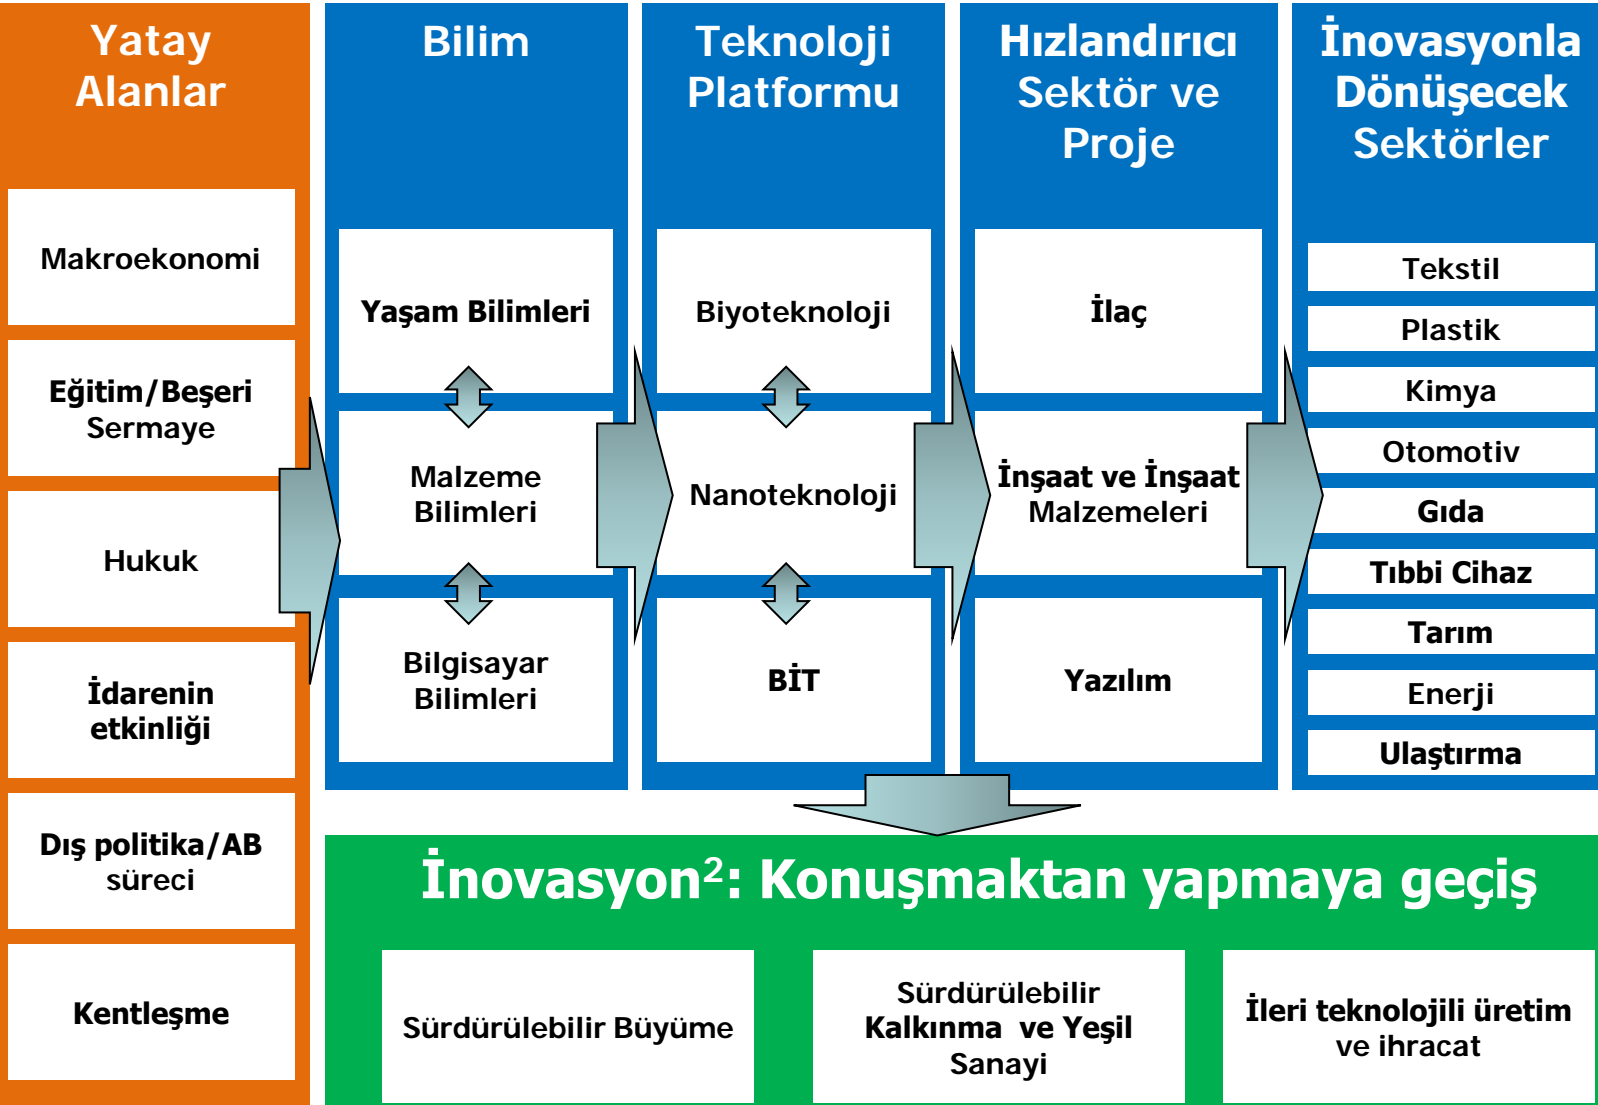 Yatay
Alanlar
Makroekonomi
Eğitim/Beşeri
Sermaye
Hukuk
İdarenin
etkinliği
Dış politika/AB
süreci
Kentleşme
Bilim
Yaşam Bilimleri
Malzeme
Bilimleri
Bilgisayar
Bilimleri
Teknoloji
Platformu
Biyoteknoloji
Nanoteknoloji
BİT
Hızlandırıcı
Sektör ve
Proje
İlaç
İnşaat ve İnşaat
Malzemeleri
Yazılım
İnovasyonla
Dönüşecek
Sektörler
Tekstil
Plastik
Kimya
Otomotiv
Gıda
Tıbbi Cihaz
Tarım
Enerji
Ulaştırma
İnovasyon²: Konuşmaktan yapmaya geçiş
Sürdürülebilir Büyüme
Sürdürülebilir
Kalkınma ve Yeşil
Sanayi
İleri teknolojili üretim
ve ihracat